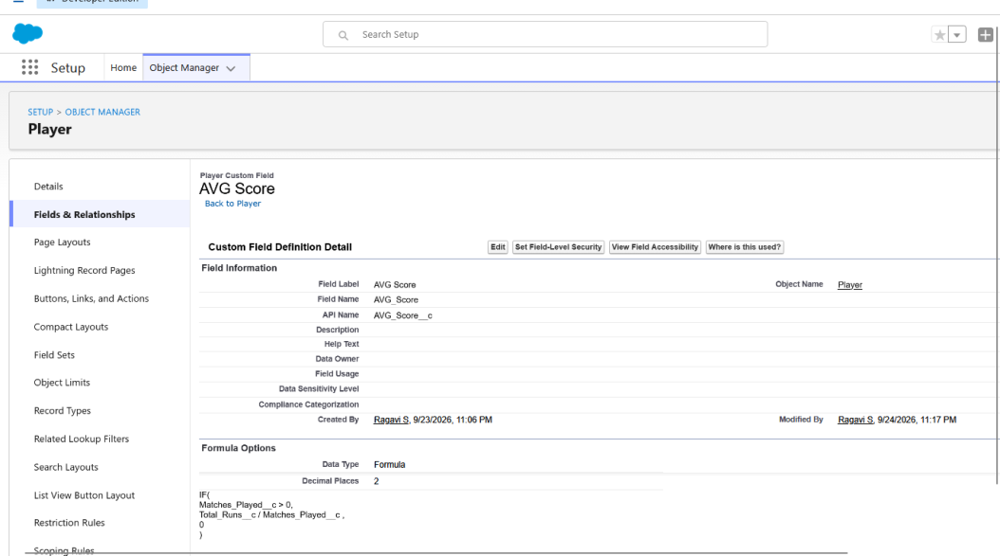 Developer Edition
Search Setup
Setup
Home
Object Manager
SETUP > OBJECT MANAGER
Player
Details
Fields & Relationships
Page Layouts
Lightning Record Pages
Buttons, Links, and Actions
Compact Layouts
Field Sets
Object Limits
Record Types
Related Lookup Filters
Search Layouts
List View Button Layout
Restriction Rules
Scoping Rules
Player Custom Field
AVG Score
Back to Player
Custom Field Definition Detail
Edit
Set Field-Level Security
View Field Accessibility
Where is this used?
Field Information
Field Label AVG Score Object Name Player
Field Name AVG_Score
API Name AVG_Score__c
Description
Help Text
Data Owner
Field Usage
Data Sensitivity Level
Compliance Categorization
Created By Ragavi S, 9/23/2026, 11:06 PM Modified By Ragavi S, 9/24/2026, 11:17 PM
Formula Options
Data Type Formula
Decimal Places 2
IF(
Matches_Played__c > 0,
Total_Runs__c / Matches_Played__c ,
0
)